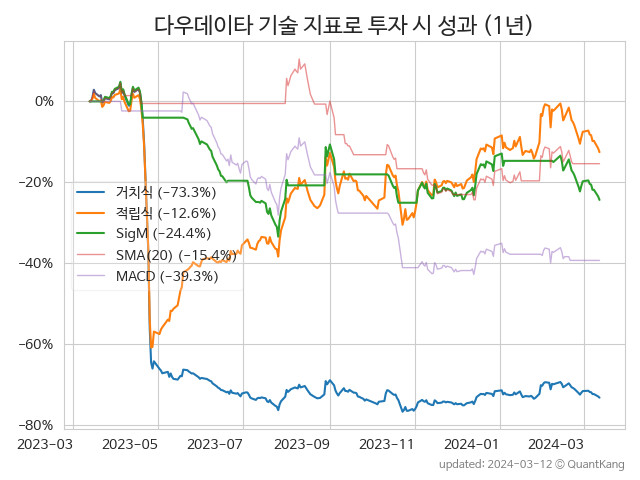 다우데이타 기술 지표로 투자 시 성과 (1년)
0%
−20%
−40%
−60%
−80%
거치식 (−73.3%)
적립식 (−12.6%)
SigM (−24.4%)
SMA(20) (−15.4%)
MACD (−39.3%)
2023-03 2023-05 2023-07 2023-09 2023-11 2024-01 2024-03
updated: 2024-03-12 © QuantKang